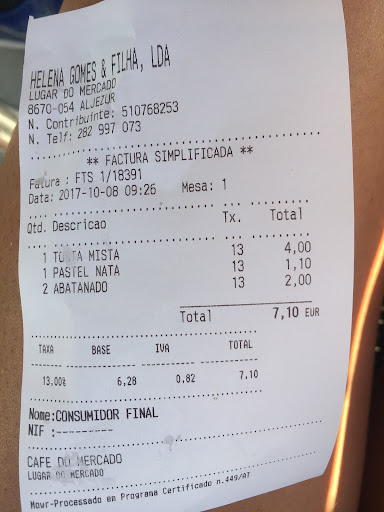 HELENA GOMES & FILHA, LDA
LUGAR DO MERCADO
8670-054 ALJEZUR
N. Contribuinte: 510768253
N. Telf: 282 997 073
** FACTURA SIMPLIFICADA **
Fatura : FTS 1/18391
Data: 2017-10-08 09:26 Mesa: 1
Qtd. Descricao Tx. Total
1 TOSTA MISTA 13 4,00
1 PASTEL NATA 13 1,10
2 ABATANADO 13 2,00
Total 7,10 EUR
TAXA BASE IVA TOTAL
13.00% 6,28 0.82 7,10
Nome:CONSUMIDOR FINAL
NIF :---------
CAFE DO MERCADO
LUGAR DO MERCADO
Mowr-Processado em Programa Certificado n.449/AT